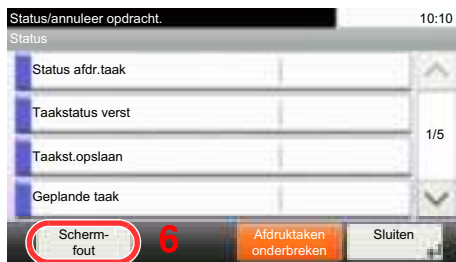 Status/annuleer opdracht.
10:10
Status
Status afdr.taak
Taakstatus verst
1/5
Taakst.opslaan
Geplande taak
Scherm-
fout
6
Afdruktaken
onderbreken
Sluiten